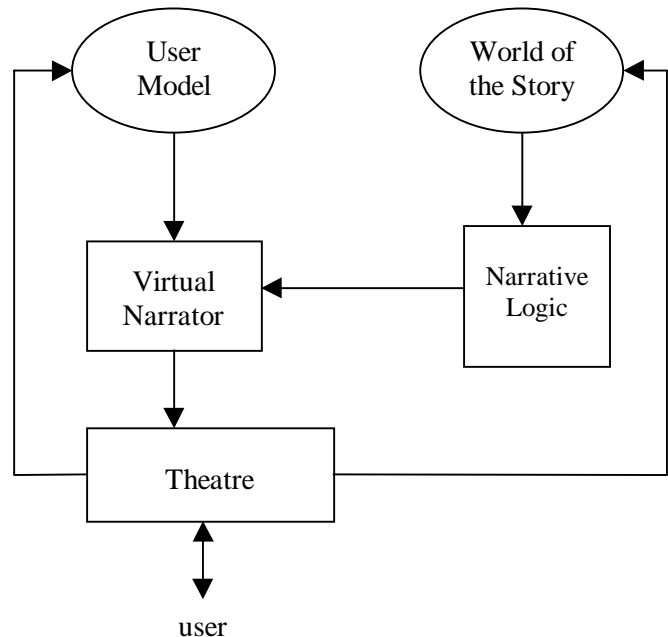 User
Model
World of
the Story
Virtual
Narrator
Narrative
Logic
Theatre
user